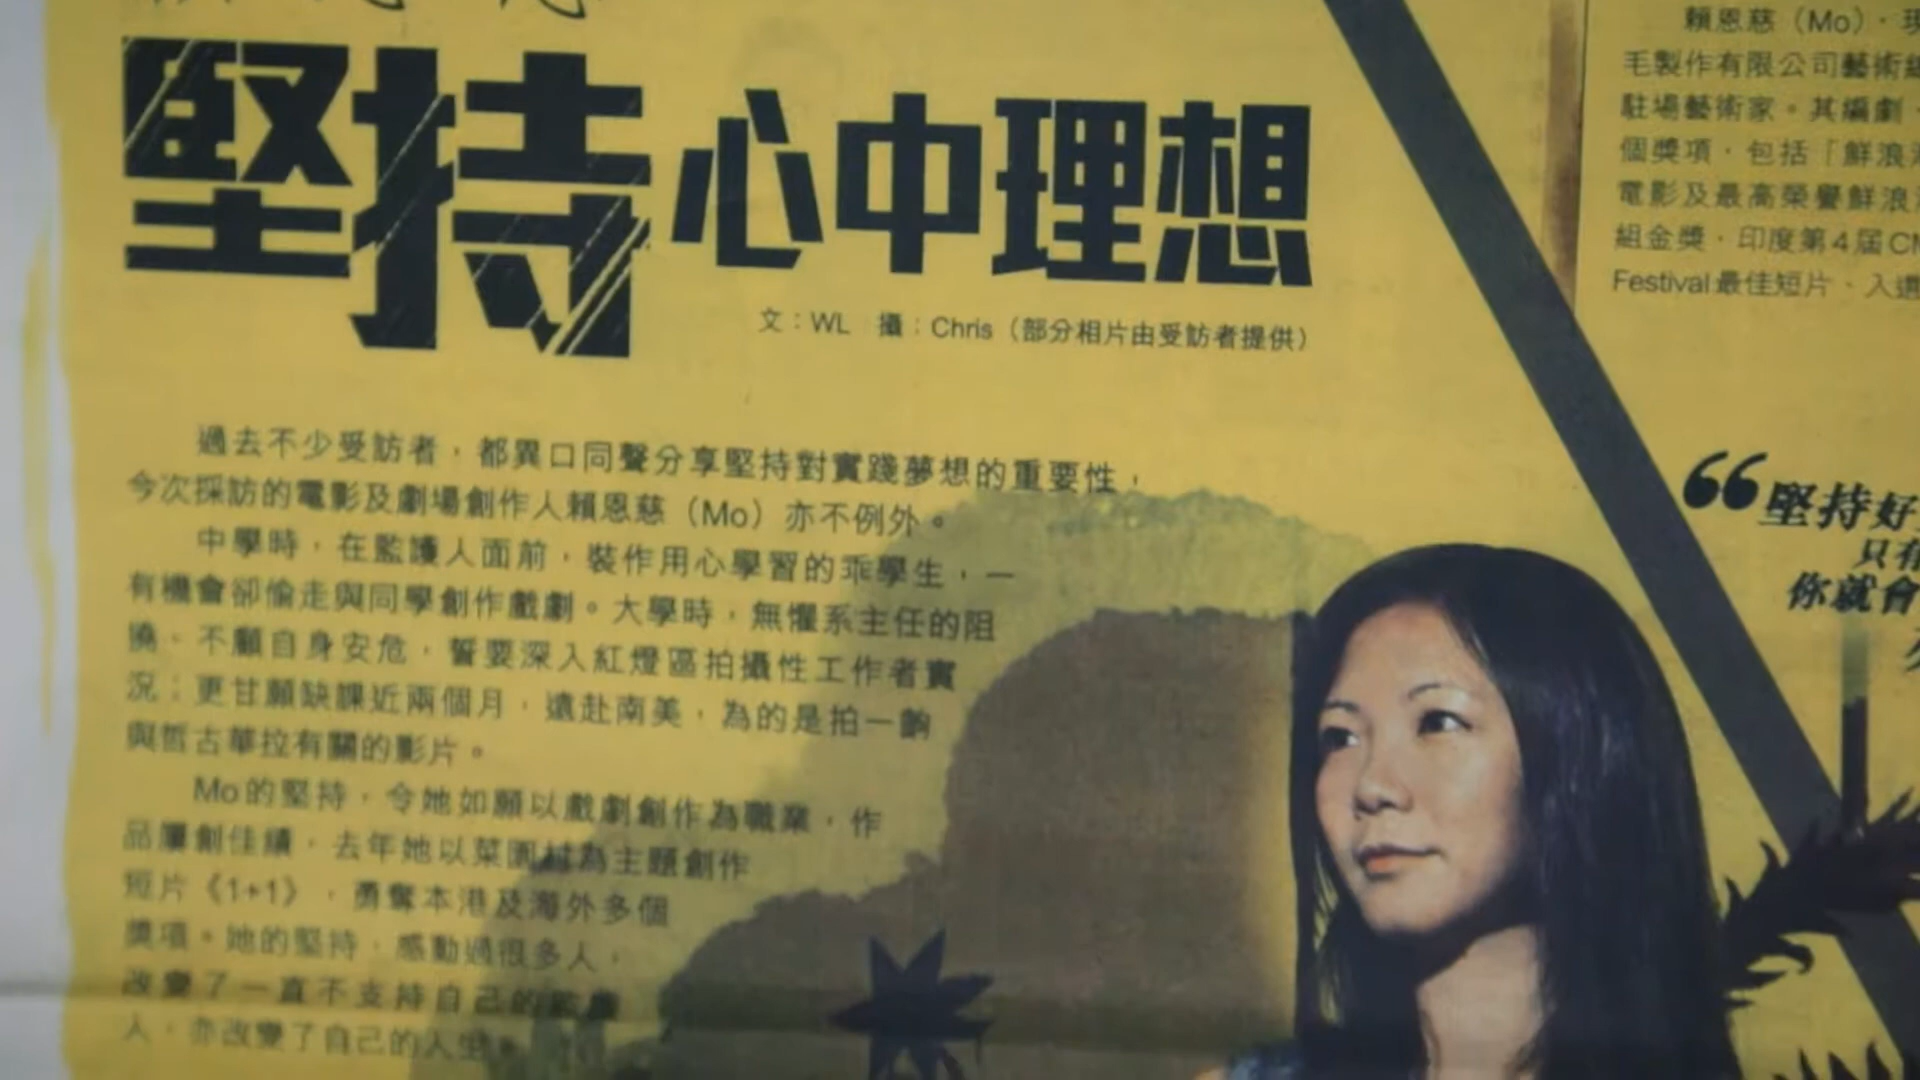 堅持心中理想
文：WL 攝：Chris（部分相片由受訪者提供）
過去不少受訪者，都異口同聲分享堅持對實踐夢想的重要性，
今次採訪的電影及劇場創作人賴恩慈（Mo）亦不例外。
中學時，在監護人面前，裝作用心學習的乖學生，一
有機會卻偷走與同學創作戲劇。大學時，無懼系主任的阻
撓、不顧自身安危，誓要深入紅燈區拍攝性工作者實
況；更甘願缺課近兩個月，遠赴南美，為的是拍一齣
與哲古華拉有關的影片。
Mo的堅持，令她如願以戲劇創作為職業，作
品屢創佳績，去年她以菜園村為主題創作
短片《1+1》，勇奪本港及海外多個
獎項。她的堅持，感動過很多人，
改變了一直不支持自己的監護
人，亦改變了自己的人生。
賴恩慈（Mo），現
毛製作有限公司藝術總
駐場藝術家。其編劇、
個獎項，包括「鮮浪潮
電影及最高榮譽鮮浪潮
組金獎，印度第4屆CM
Festival最佳短片、入選
“堅持好
只有
你就會